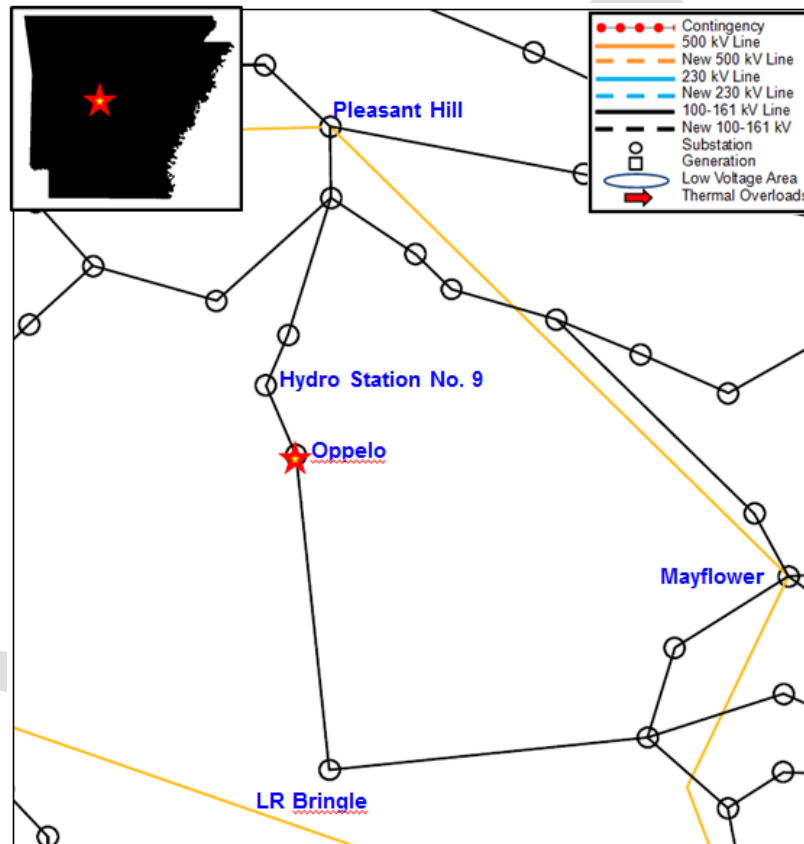 Contingency
500 kV Line
New 500 kV Line
230 kV Line
New 230 kV Line
100-161 kV Line
New 100-161 kV
Substation
Generation
Low Voltage Area
Thermal Overloads
Pleasant Hill
Hydro Station No. 9
Oppelo
Mayflower
LR Bringle